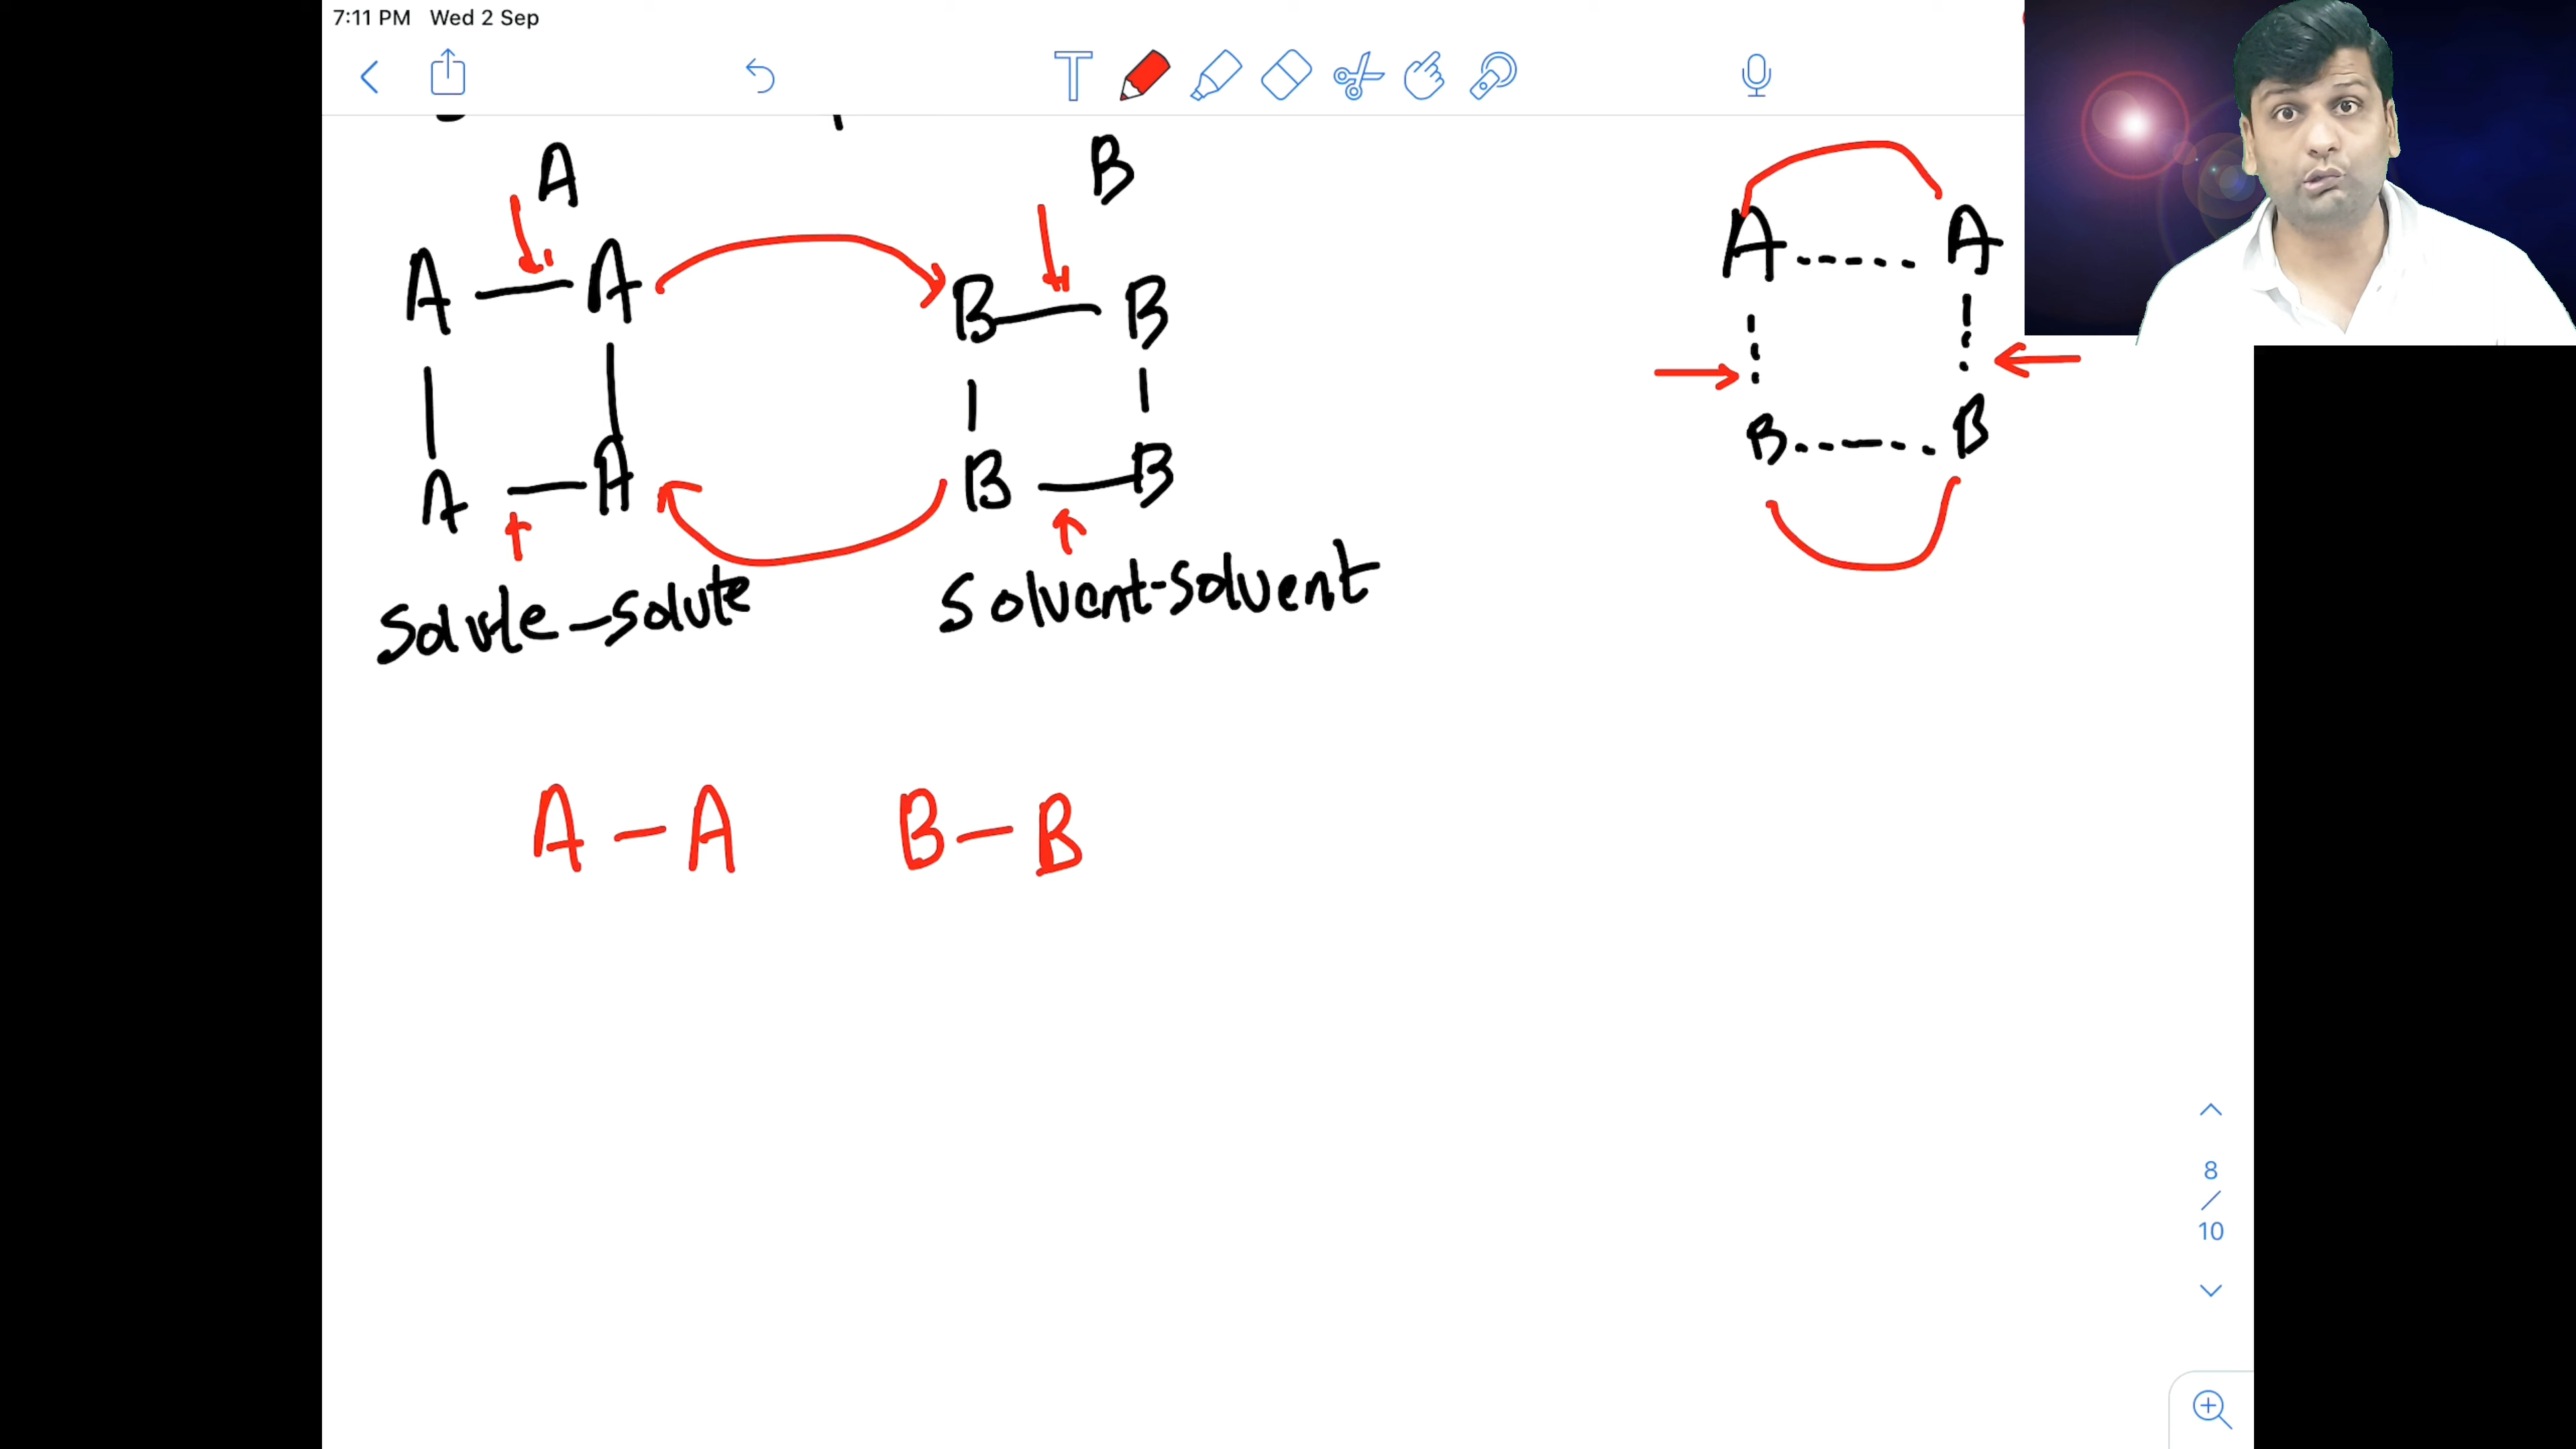 7:11 PM Wed 2 Sep
A
B
A — A
B — B
A ..... A
A — A
B — B
B ..... B
Solute - Solute
Solvent - Solvent
A – A
B – B
8
/
10